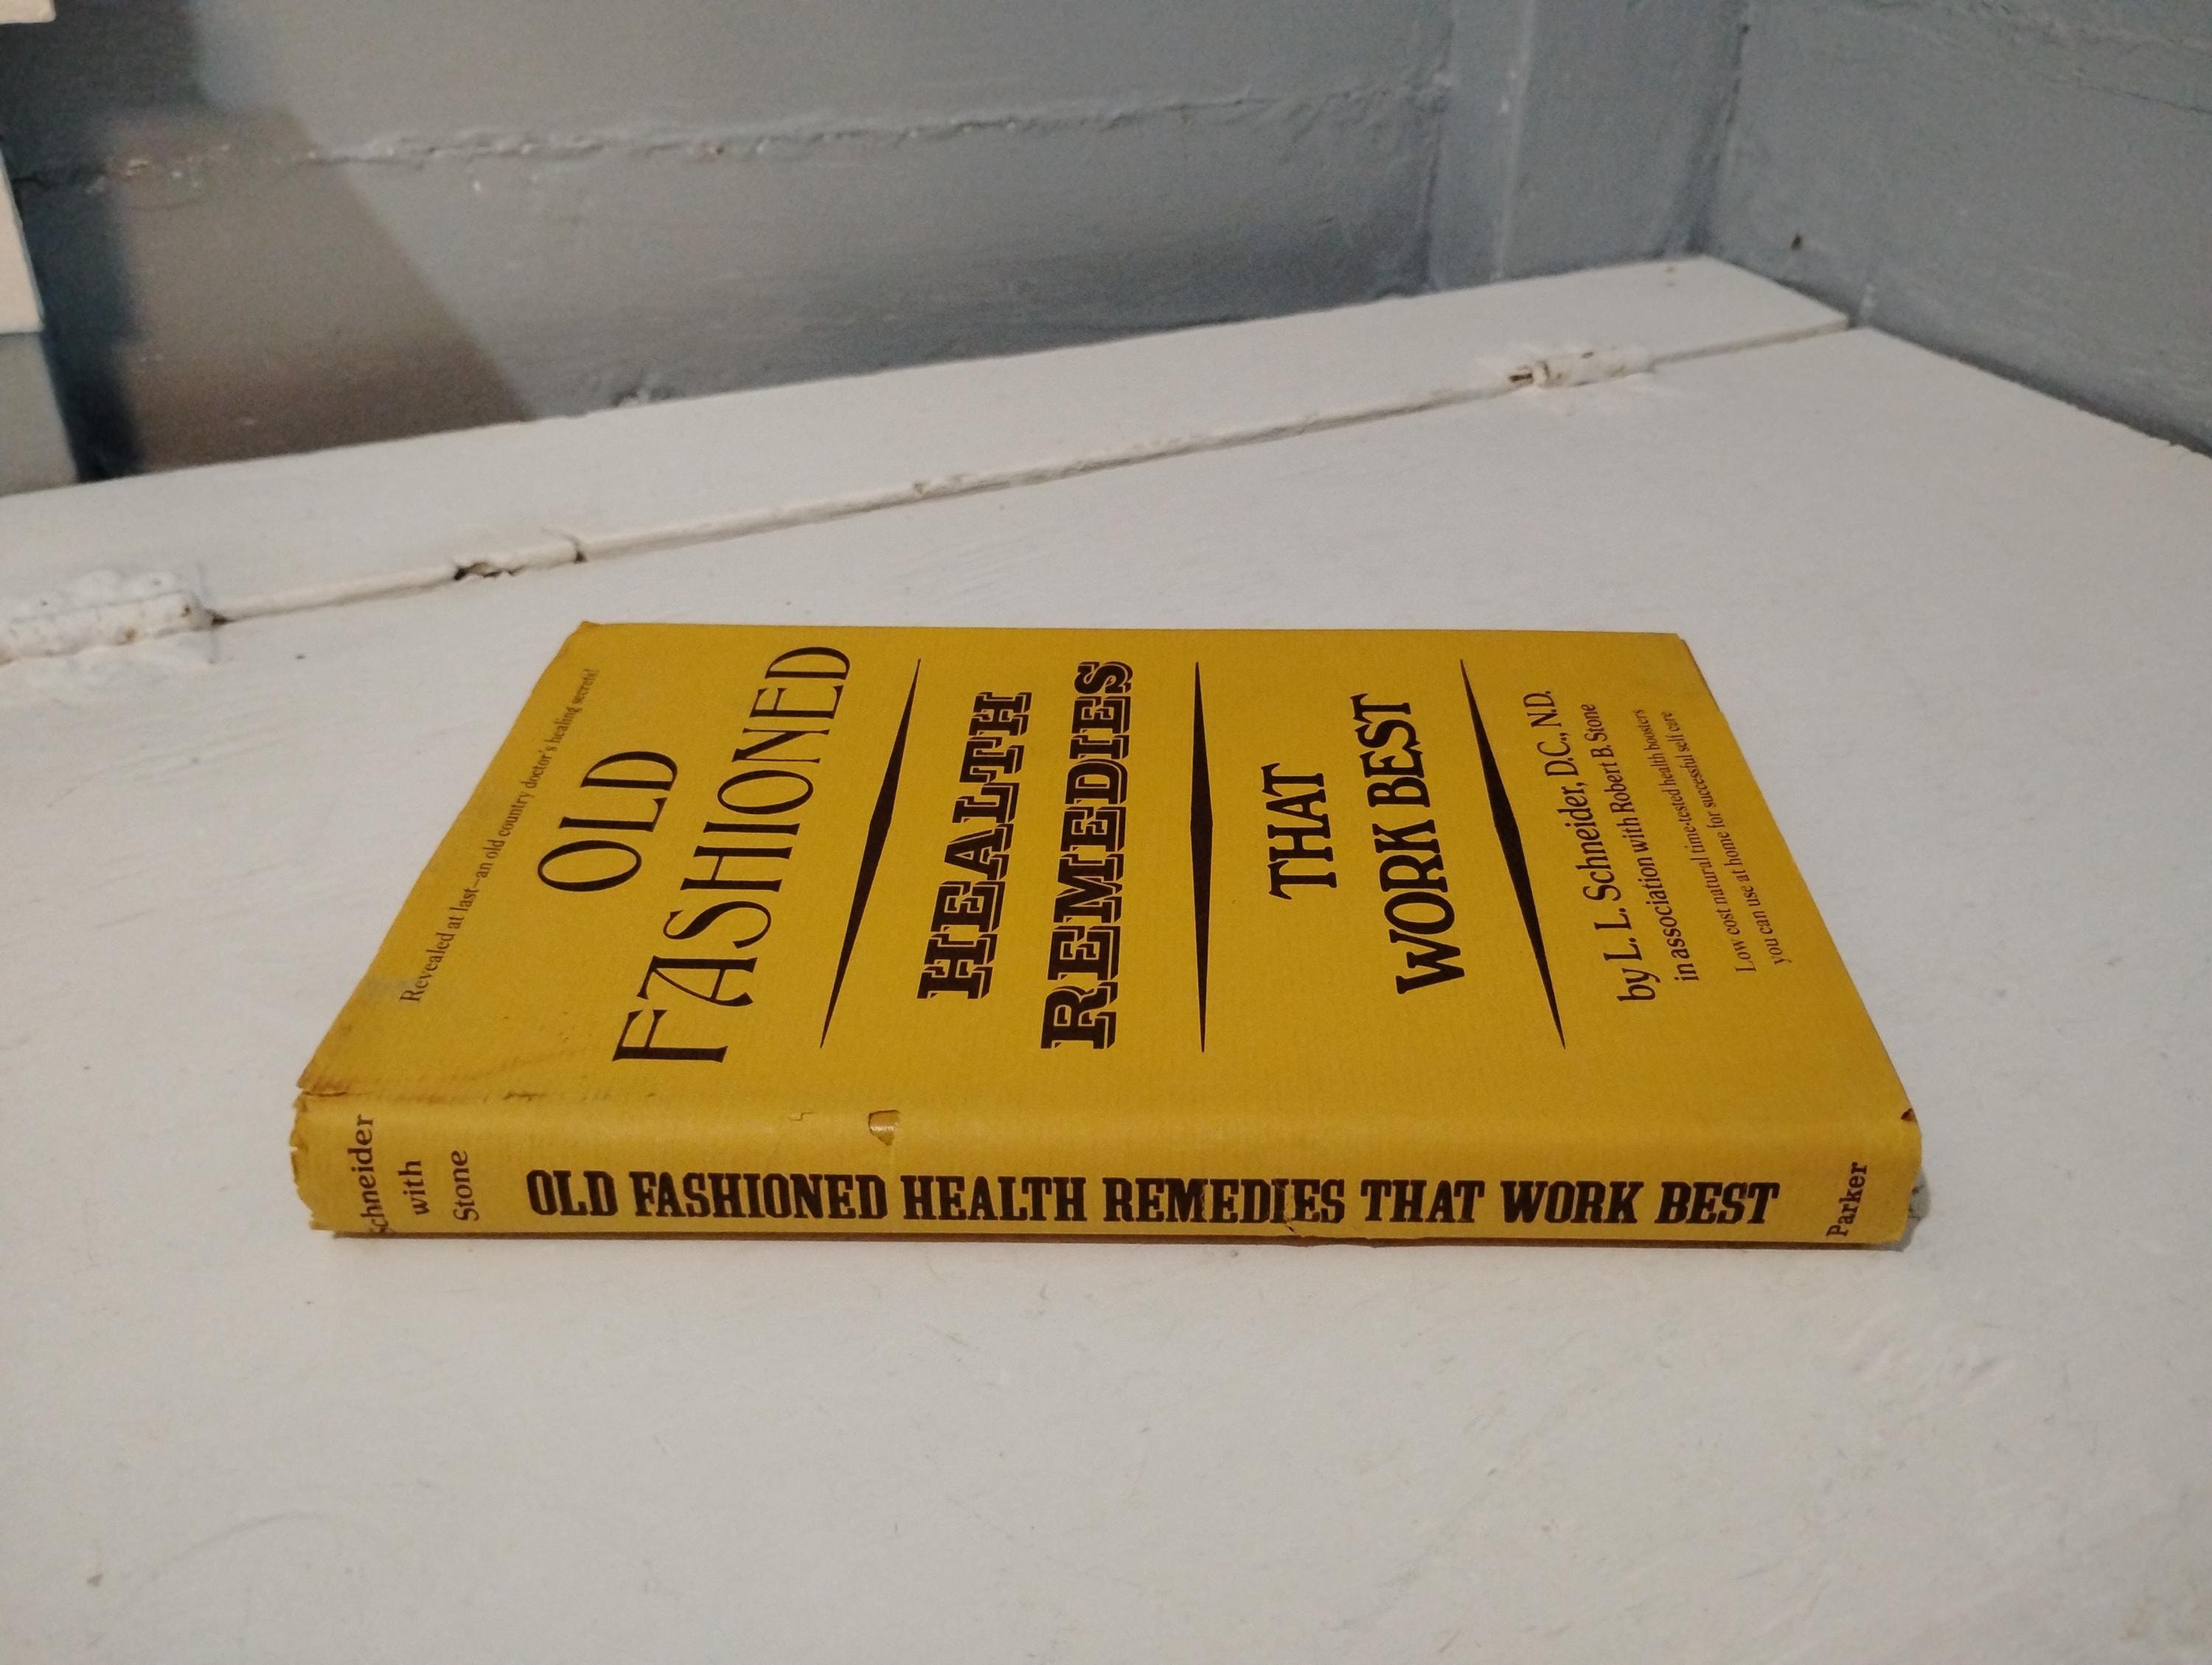 Revealed at last—an old country doctor's healing secrets!
OLD
FASHIONED
HEALTH
REMEDIES
THAT
WORK BEST
by L. L. Schneider, D.C., N.D.
in association with Robert B. Stone
Low cost natural time-tested health boosters
you can use at home for successful self cure
Schneider
with
Stone
OLD FASHIONED HEALTH REMEDIES THAT WORK BEST
Parker